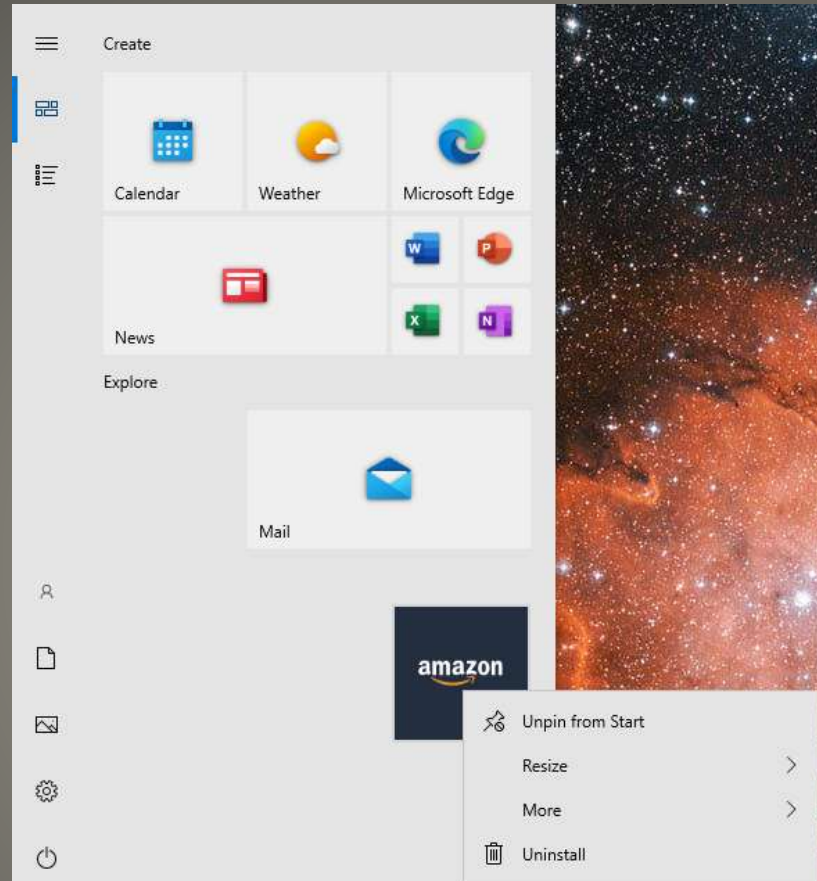 Create
Calendar
Weather
Microsoft Edge
News
W
P
X
N
Explore
Mail
amazon
Unpin from Start
Resize
More
Uninstall